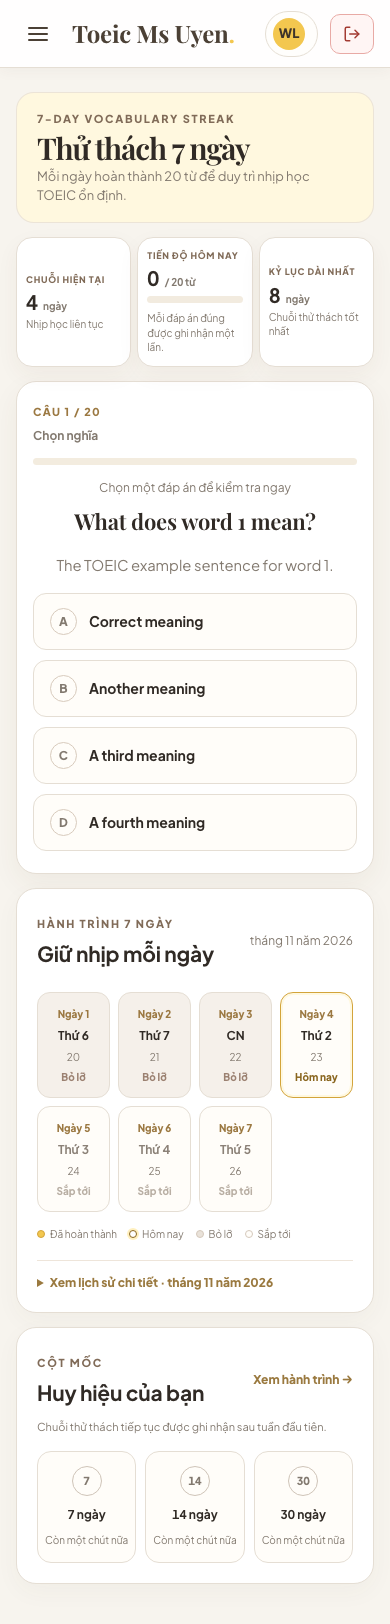 Toeic Ms Uyen.
WL
7-DAY VOCABULARY STREAK
Thử thách 7 ngày
Mỗi ngày hoàn thành 20 từ để duy trì nhịp học
TOEIC ổn định.
CHUỖI HIỆN TẠI
4 ngày
Nhịp học liên tục
TIẾN ĐỘ HÔM NAY
0 / 20 từ
Mỗi đáp án đúng
được ghi nhận một
lần.
KỶ LỤC DÀI NHẤT
8 ngày
Chuỗi thử thách tốt
nhất
CÂU 1 / 20
Chọn nghĩa
Chọn một đáp án để kiểm tra ngay
What does word 1 mean?
The TOEIC example sentence for word 1.
A Correct meaning
B Another meaning
C A third meaning
D A fourth meaning
HÀNH TRÌNH 7 NGÀY
Giữ nhịp mỗi ngày
tháng 11 năm 2026
Ngày 1 Ngày 2 Ngày 3 Ngày 4
Thứ 6 Thứ 7 CN Thứ 2
20 21 22 23
Bỏ lỡ Bỏ lỡ Bỏ lỡ Hôm nay
Ngày 5 Ngày 6 Ngày 7
Thứ 3 Thứ 4 Thứ 5
24 25 26
Sắp tới Sắp tới Sắp tới
Đã hoàn thành Hôm nay Bỏ lỡ Sắp tới
Xem lịch sử chi tiết · tháng 11 năm 2026
CỘT MỐC
Huy hiệu của bạn
Xem hành trình →
Chuỗi thử thách tiếp tục được ghi nhận sau tuần đầu tiên.
7 14 30
7 ngày 14 ngày 30 ngày
Còn một chút nữa Còn một chút nữa Còn một chút nữa